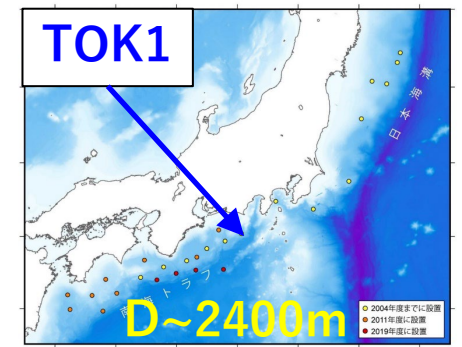 TOK1
日本海溝
南海トラフ
D~2400m
2004年度までに設置
2011年度に設置
2019年度に設置